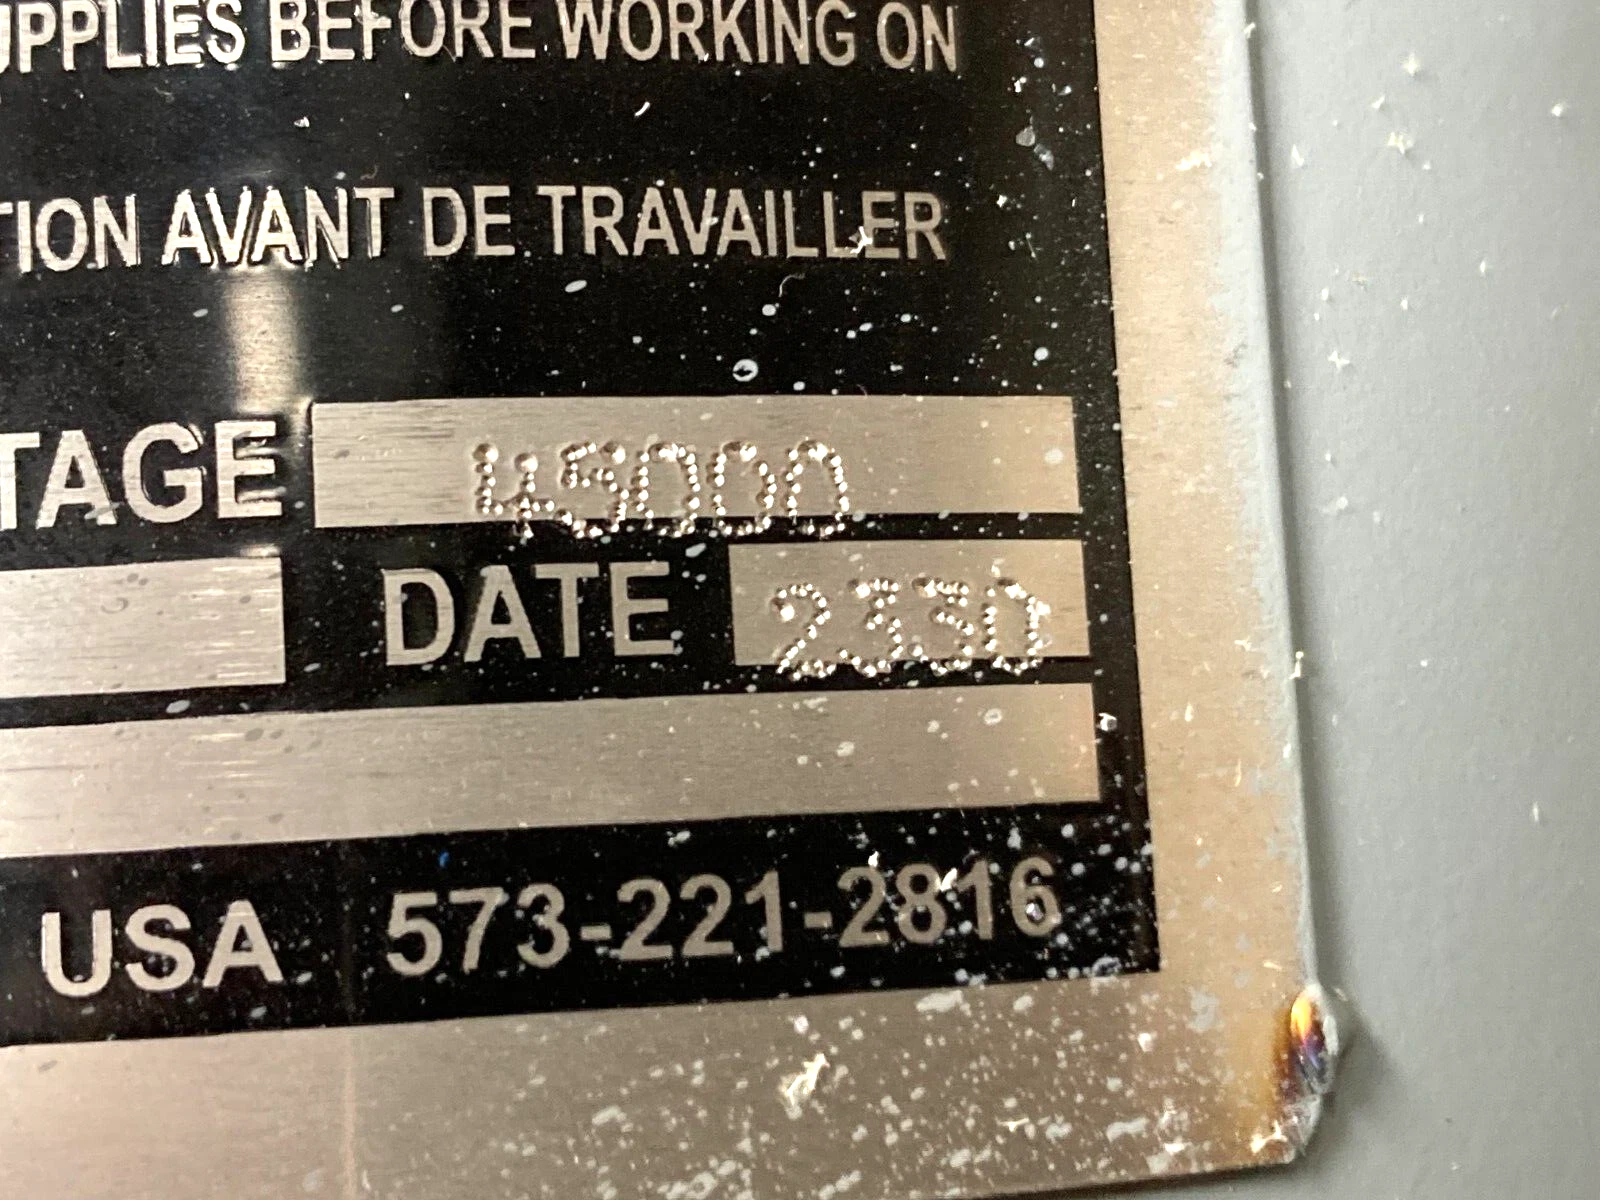 UPPLIES BEFORE WORKING ON
TION AVANT DE TRAVAILLER
TAGE 45000
DATE 2330
USA 573-221-2816